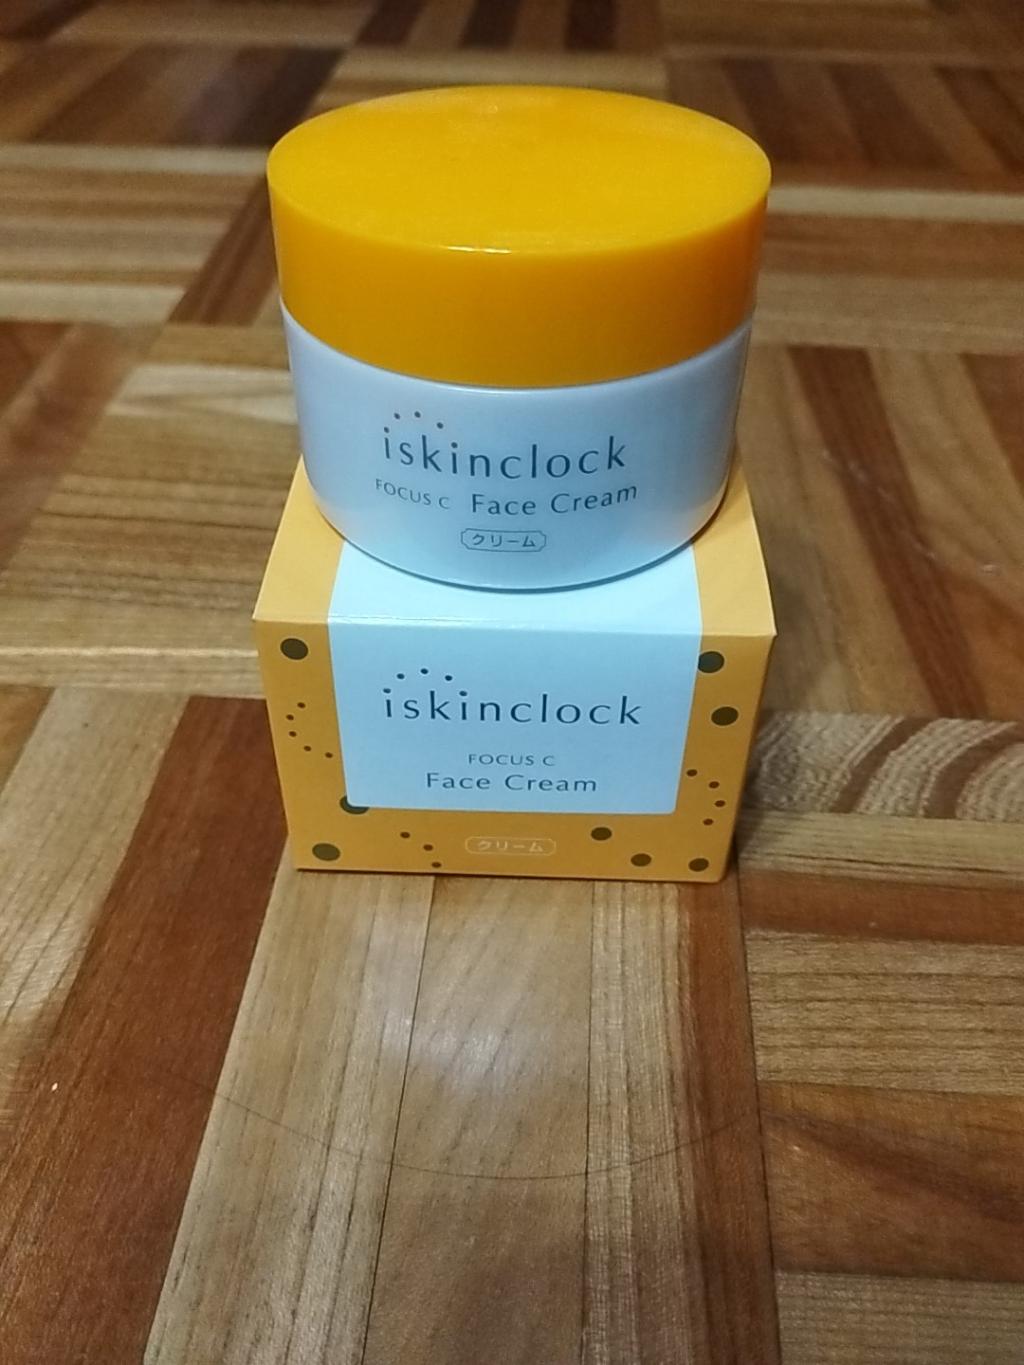 iskinclock
FOCUS C Face Cream
クリーム
iskinclock
FOCUS C
Face Cream
クリーム